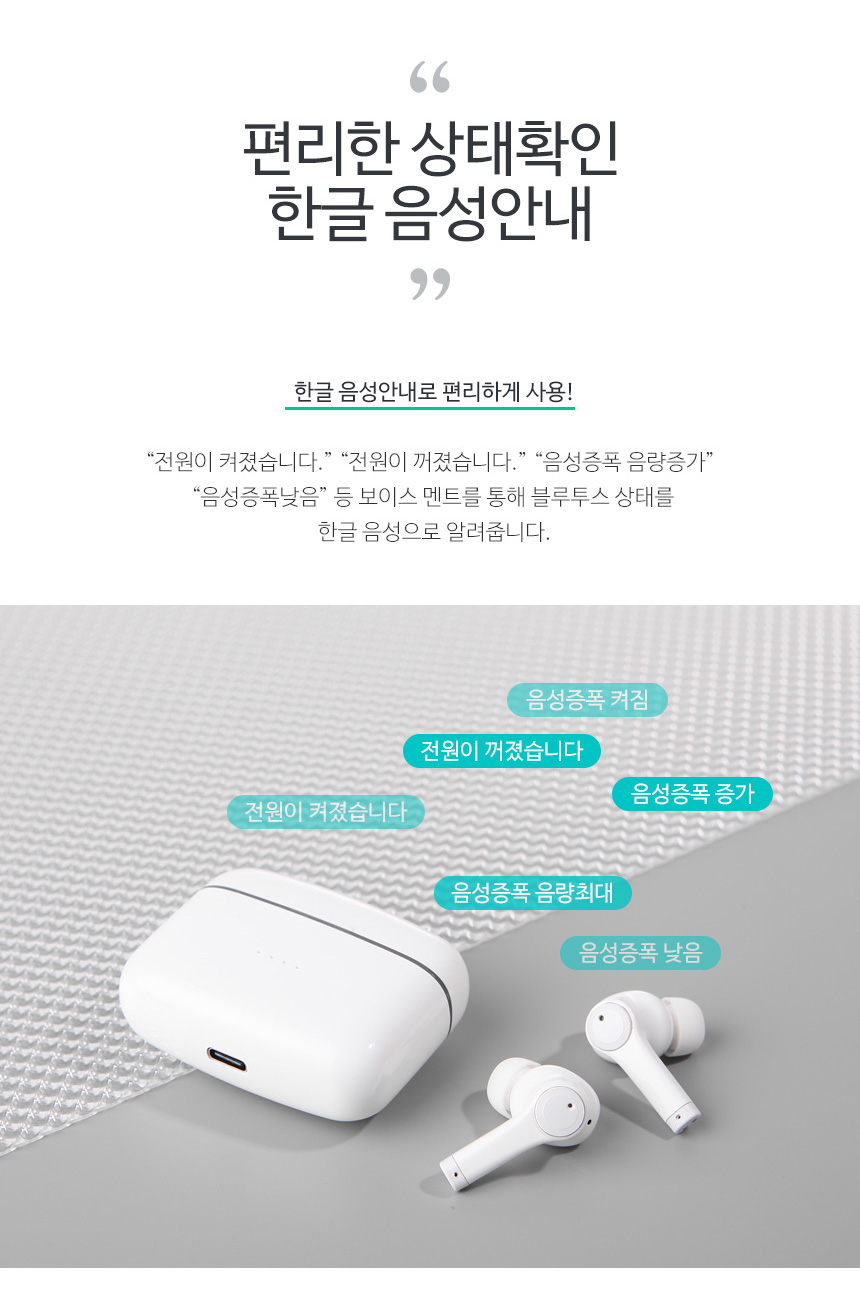 “
편리한 상태확인
한글 음성안내
”
한글 음성안내로 편리하게 사용!
“전원이 켜졌습니다.” “전원이 꺼졌습니다.” “음성증폭 음량증가”
“음성증폭낮음” 등 보이스 멘트를 통해 블루투스 상태를
한글 음성으로 알려줍니다.
음성증폭 켜짐
전원이 꺼졌습니다
음성증폭 증가
전원이 켜졌습니다
음성증폭 음량최대
음성증폭 낮음